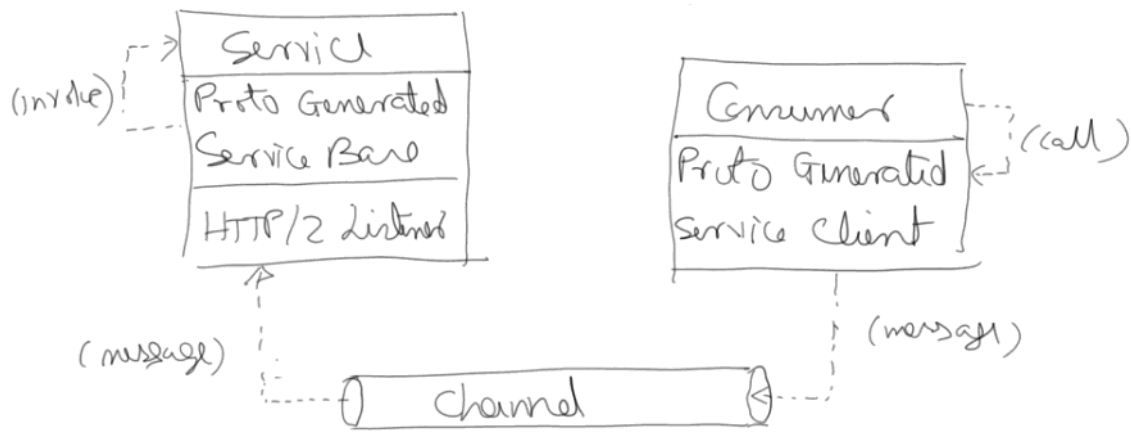 Service
(invoke)
Proto Generated
Service Base
HTTP/2 Listener
(message)
Consumer
(call)
Proto Generated
Service Client
(message)
Channel